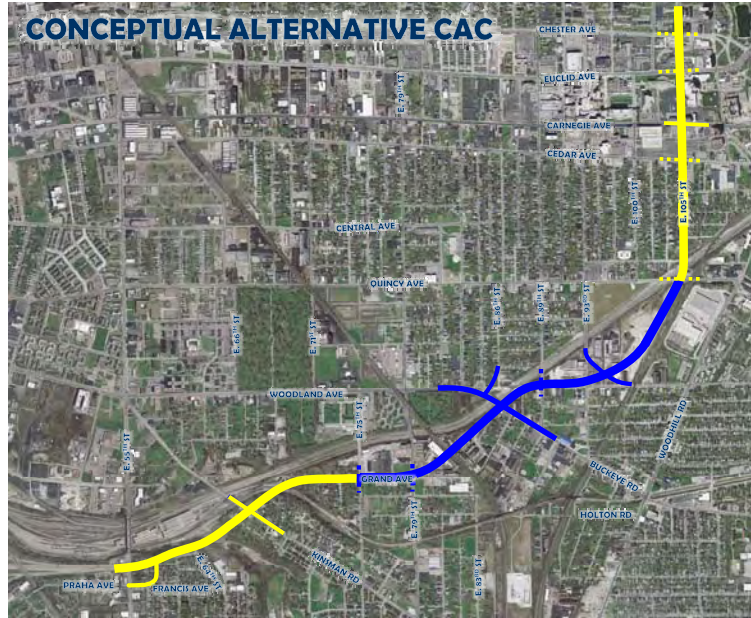 CONCEPTUAL ALTERNATIVE CAC
CHESTER AVE
EUCLID AVE
E. 79TH ST
CARNEGIE AVE
CEDAR AVE
E. 100TH ST
E. 105TH ST
CENTRAL AVE
QUINCY AVE
E. 66TH ST
E. 71ST ST
E. 86TH ST
E. 89TH ST
E. 93RD ST
WOODLAND AVE
E. 55TH ST
E. 75TH ST
WOODHILL RD
BUCKEYE RD
GRAND AVE
E. 79TH ST
HOLTON RD
KINSMAN RD
E. 64TH ST
E. 83RD ST
PRAHA AVE
FRANCIS AVE